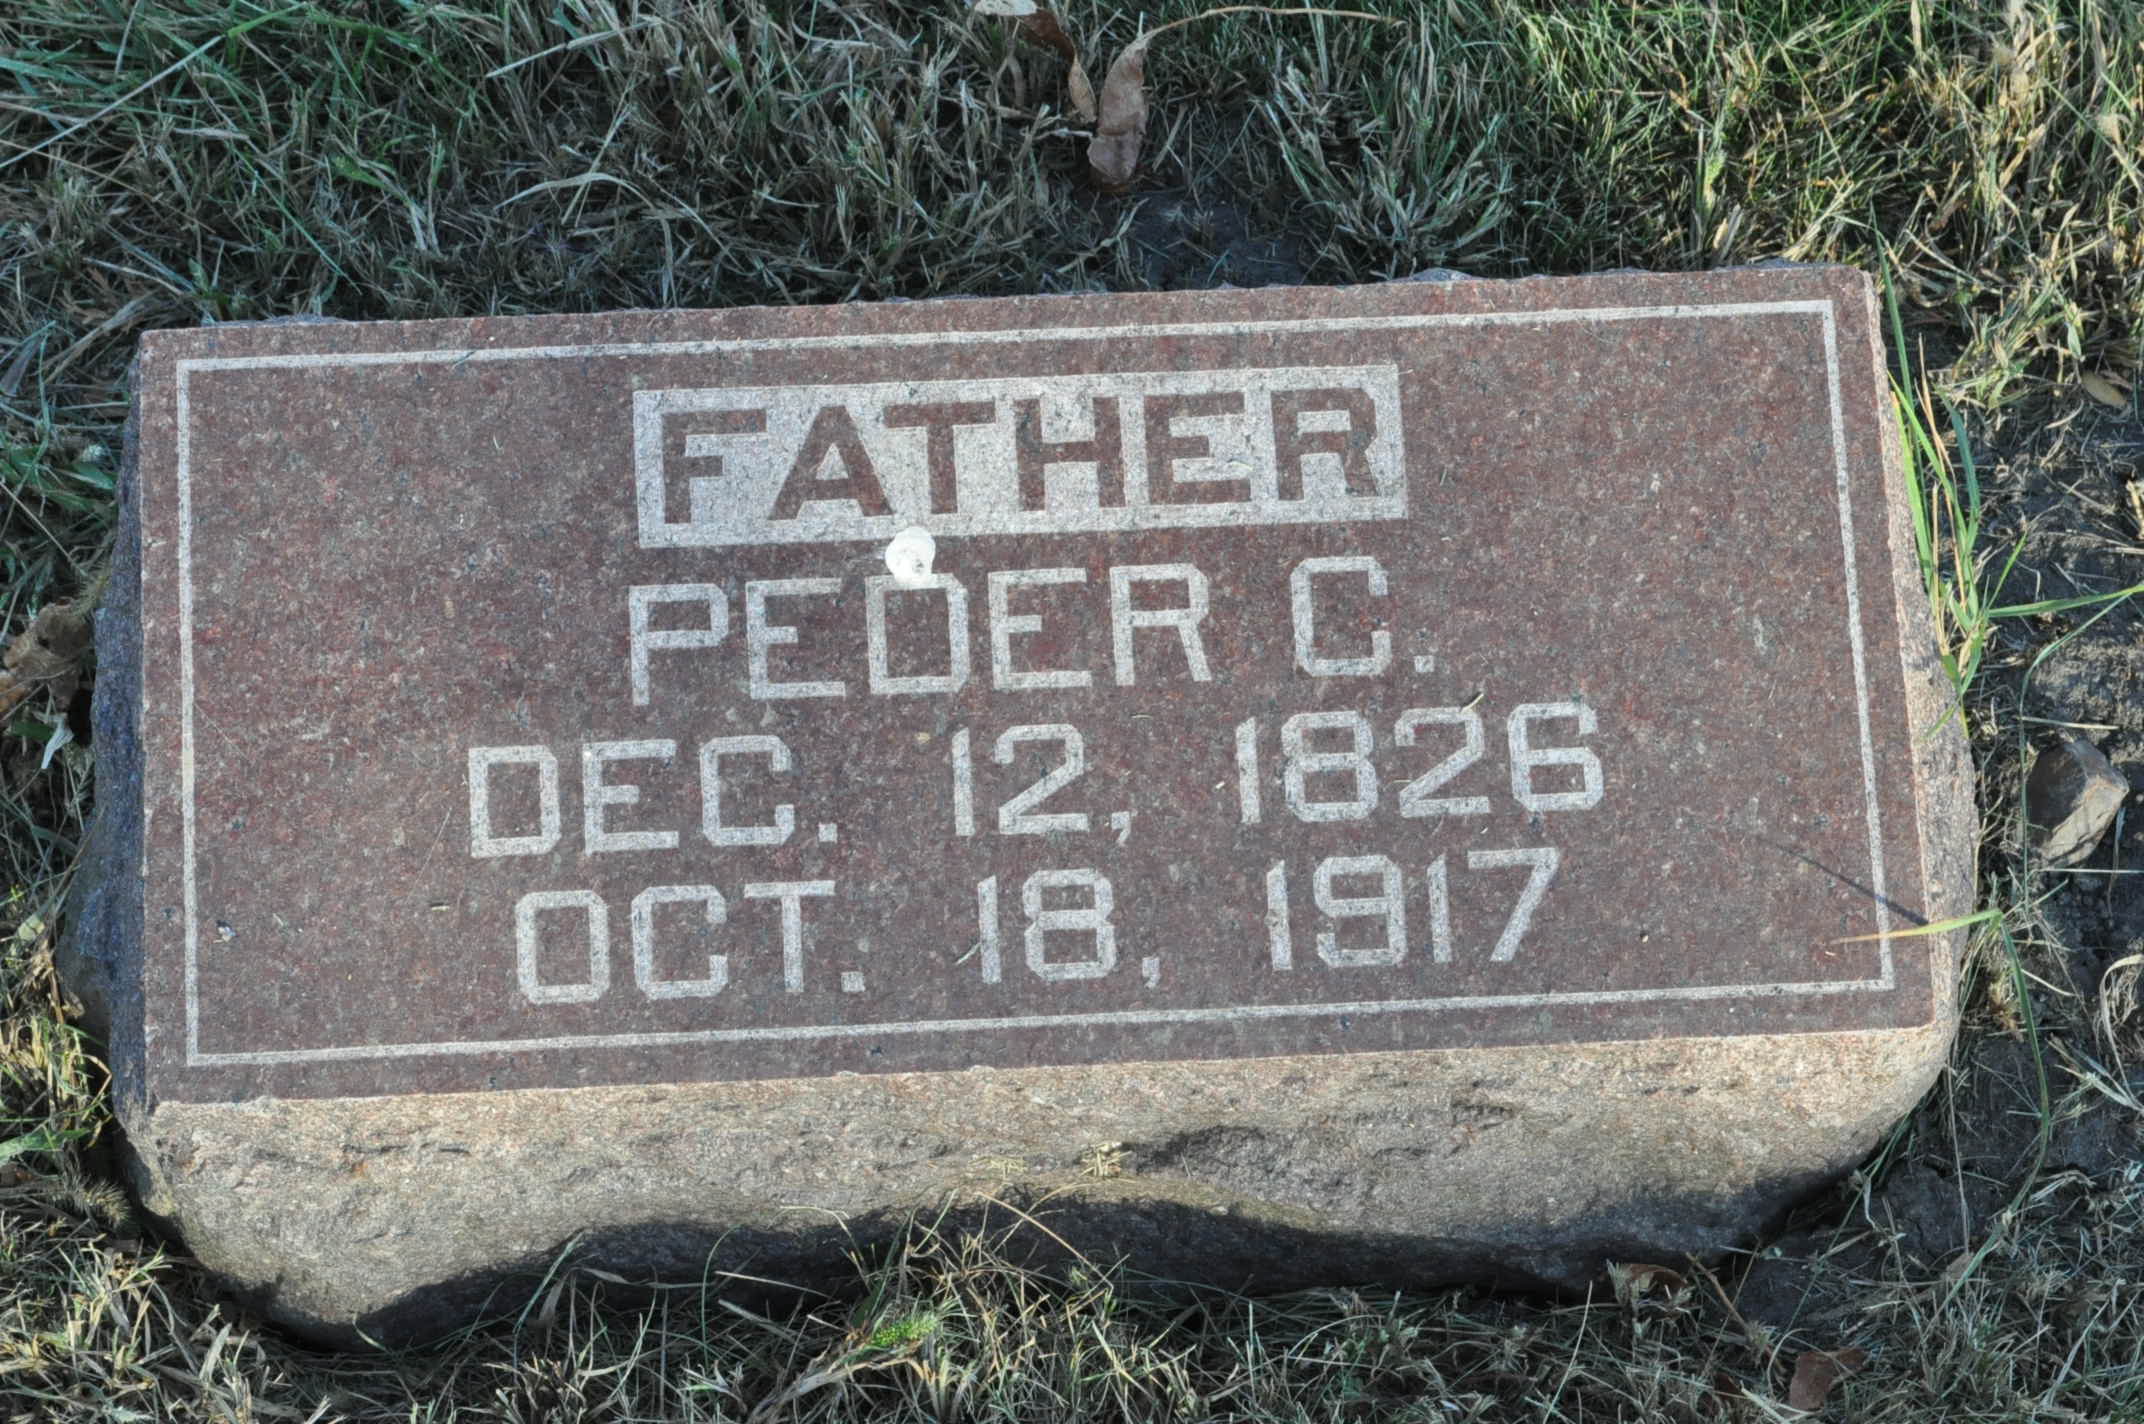 FATHER
PEDER C.
DEC. 12, 1826
OCT. 18, 1917